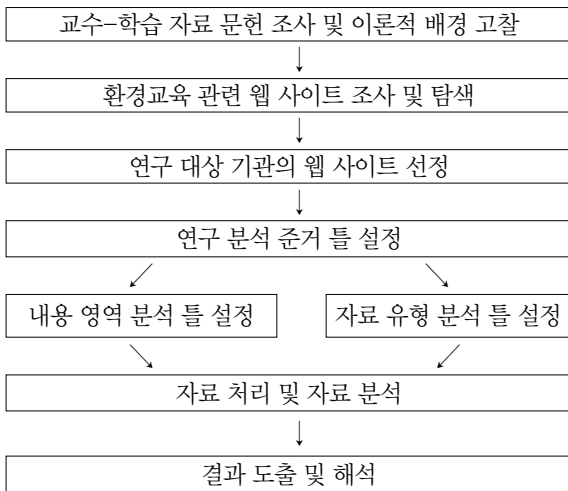 교수-학습 자료 문헌 조사 및 이론적 배경 고찰
환경교육 관련 웹 사이트 조사 및 탐색
연구 대상 기관의 웹 사이트 선정
연구 분석 준거 틀 설정
내용 영역 분석 틀 설정
자료 유형 분석 틀 설정
자료 처리 및 자료 분석
결과 도출 및 해석